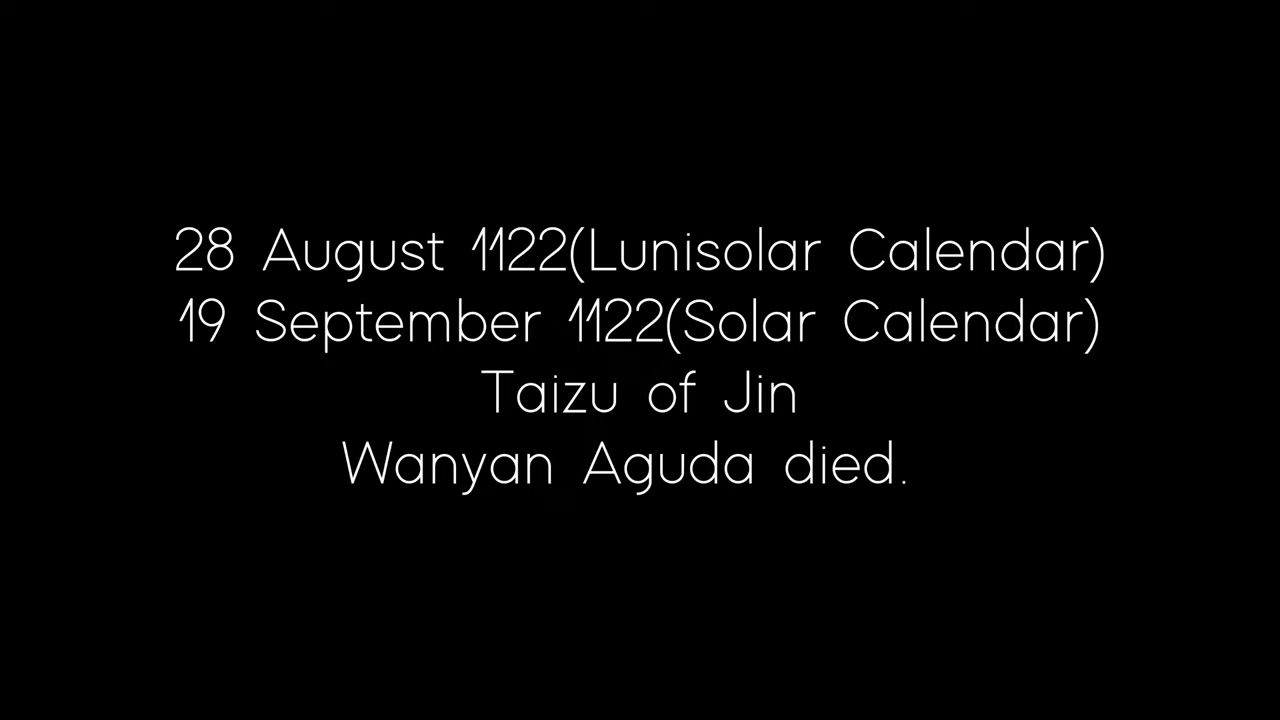 28 August 1122(Lunisolar Calendar)
19 September 1122(Solar Calendar)
Taizu of Jin
Wanyan Aguda died.